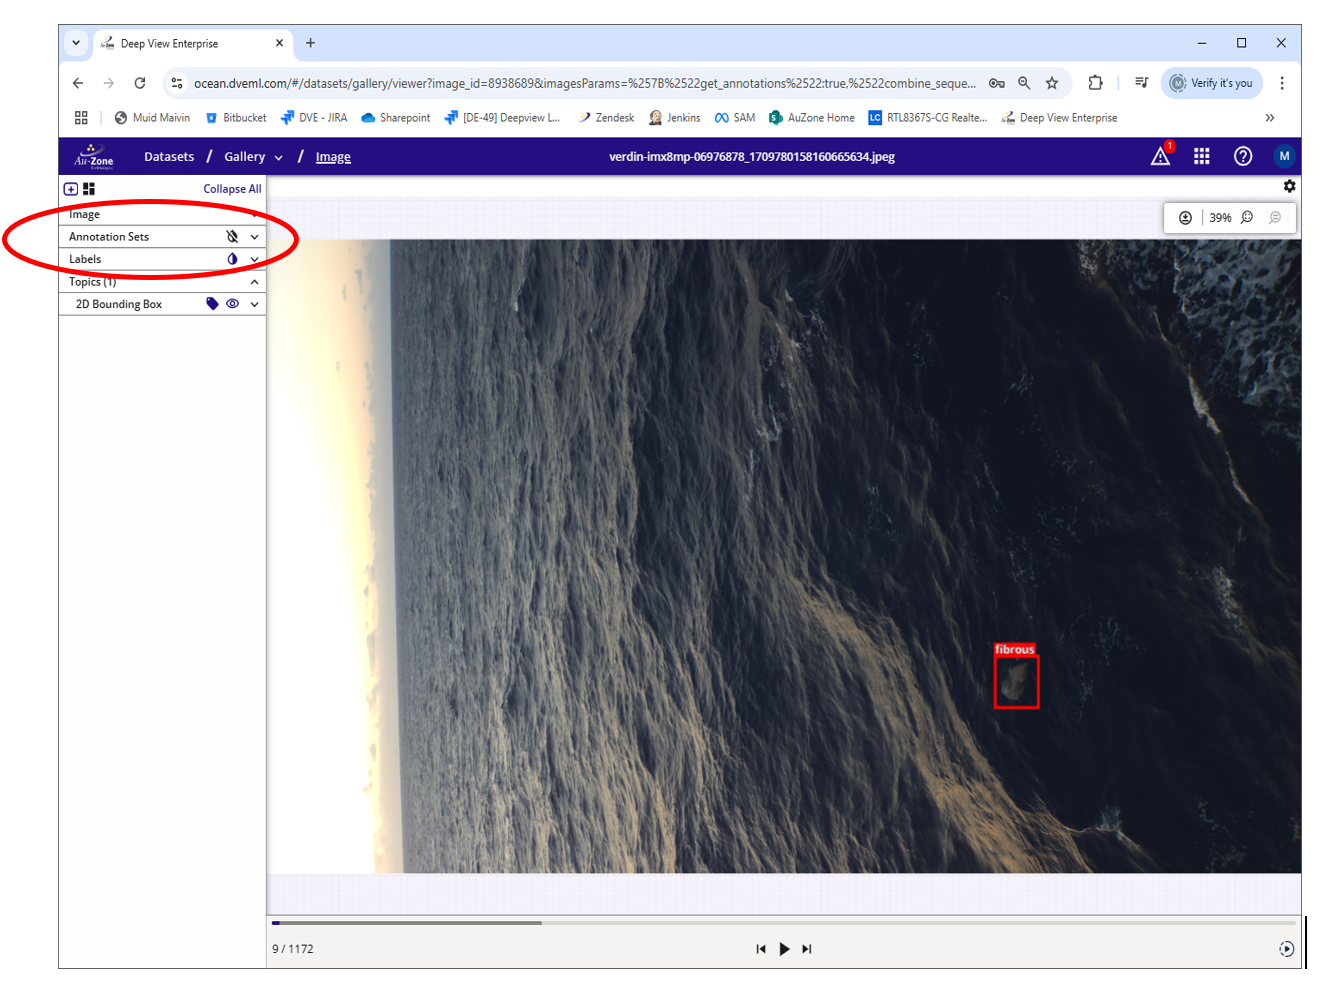 Deep View Enterprise
ocean.dveml.com/#/datasets/gallery/viewer?image_id=8938689&imagesParams=%257B%2522get_annotations%2522:true,%2522combine_seque...
Verify it's you
Muid Maivin Bitbucket DVE - JIRA Sharepoint [DE-49] Deepview L... Zendesk Jenkins SAM AuZone Home LC RTL8367S-CG Realte... Deep View Enterprise
Au-Zone Datasets / Gallery / Image verdin-imx8mp-06976878_1709780158160665634.jpeg 1 M
Collapse All
Image
39%
Annotation Sets
Labels
Topics (1)
2D Bounding Box
fibrous
9 / 1172